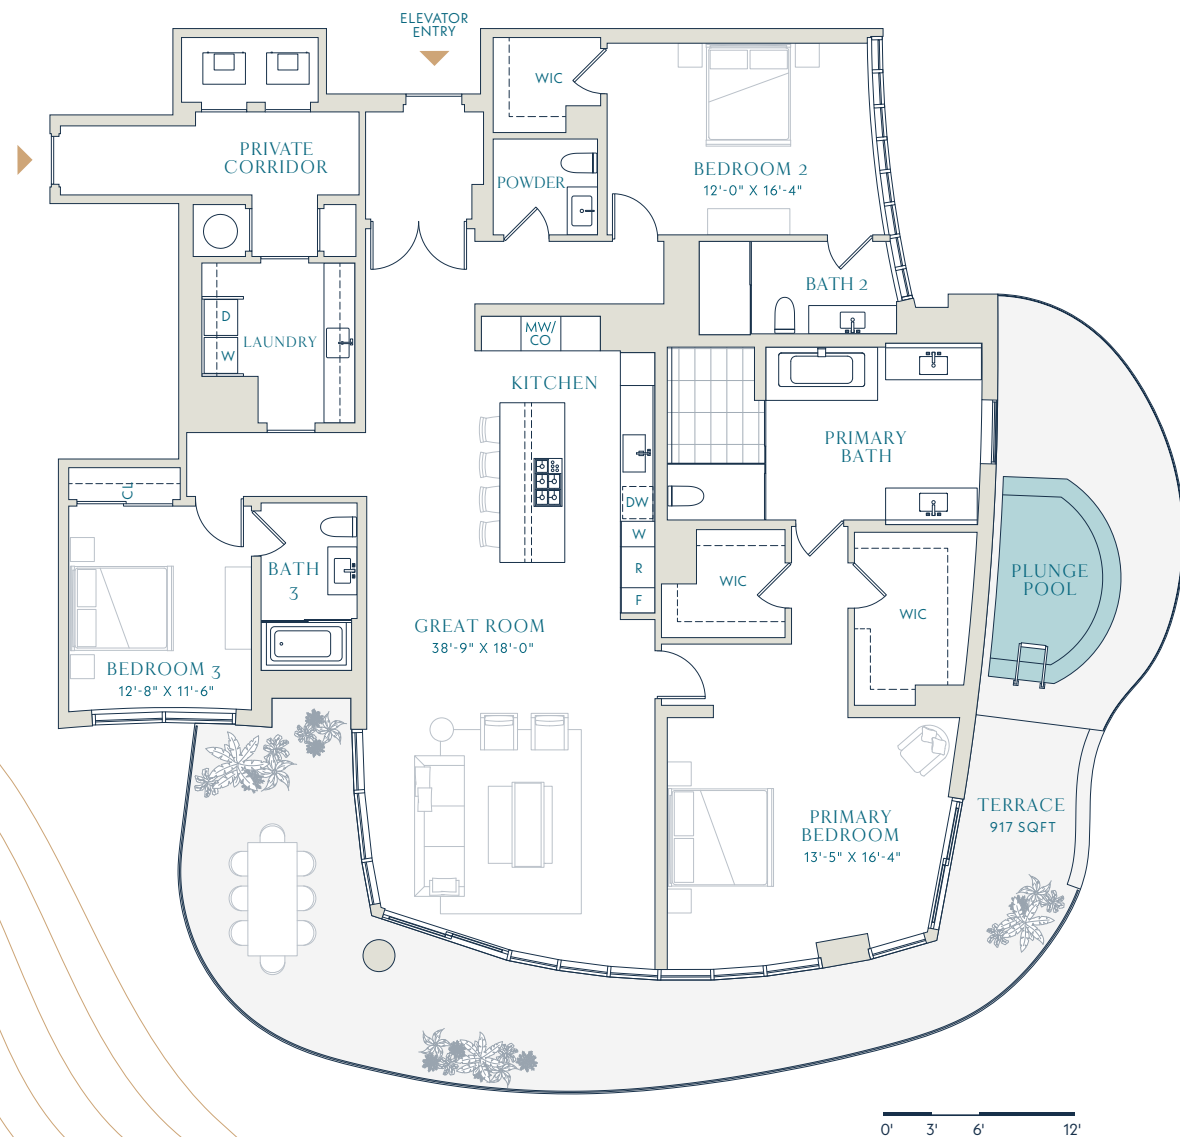 ELEVATOR
ENTRY
WIC
PRIVATE
CORRIDOR
POWDER
BEDROOM 2
12'-0" X 16'-4"
BATH 2
D
W
LAUNDRY
MW/
CO
KITCHEN
PRIMARY
BATH
CL
DW
W
R
F
BATH
3
WIC
WIC
PLUNGE
POOL
GREAT ROOM
38'-9" X 18'-0"
BEDROOM 3
12'-8" X 11'-6"
PRIMARY
BEDROOM
13'-5" X 16'-4"
TERRACE
917 SQFT
0' 3' 6' 12'